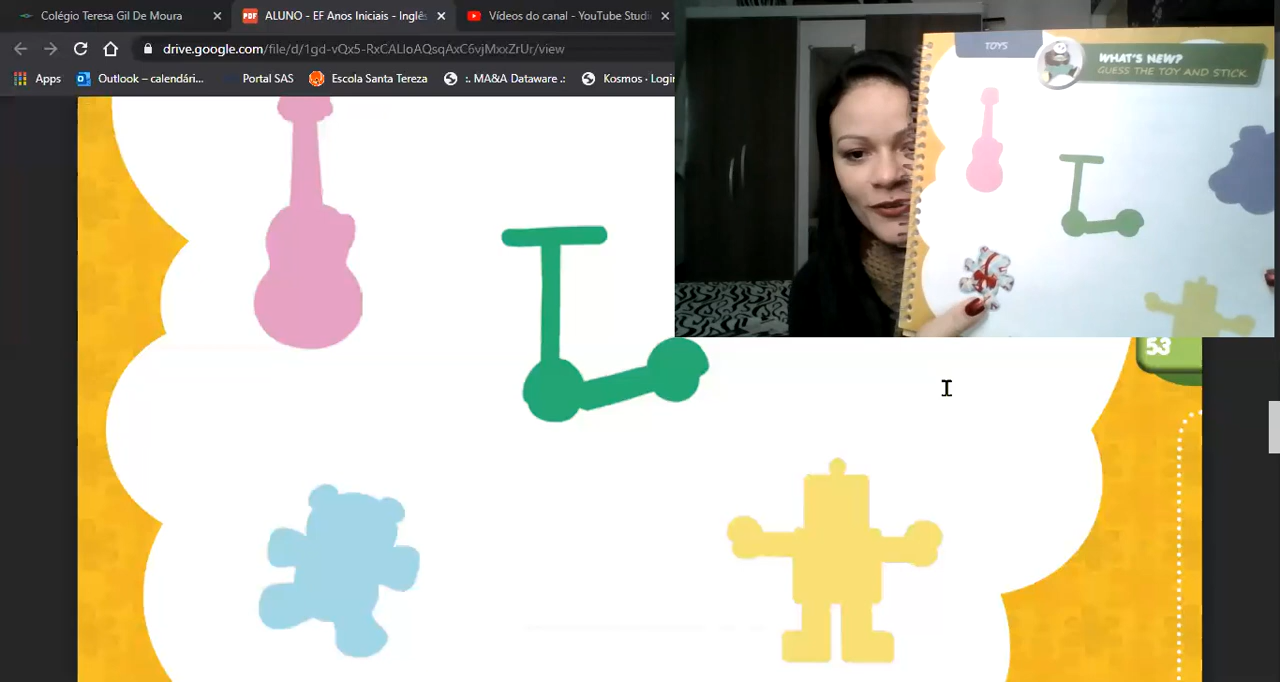 Colégio Teresa Gil De Moura
ALUNO - EF Anos Iniciais - Inglês
Vídeos do canal - YouTube Studi
drive.google.com/file/d/1gd-vQx5-RxCALloAQsqAxC6vjMxxZrUr/view
Apps
Outlook – calendári...
Portal SAS
Escola Santa Tereza
:. MA&A Dataware .:
Kosmos · Login
TOYS
WHAT'S NEW?
GUESS THE TOY AND STICK.
53